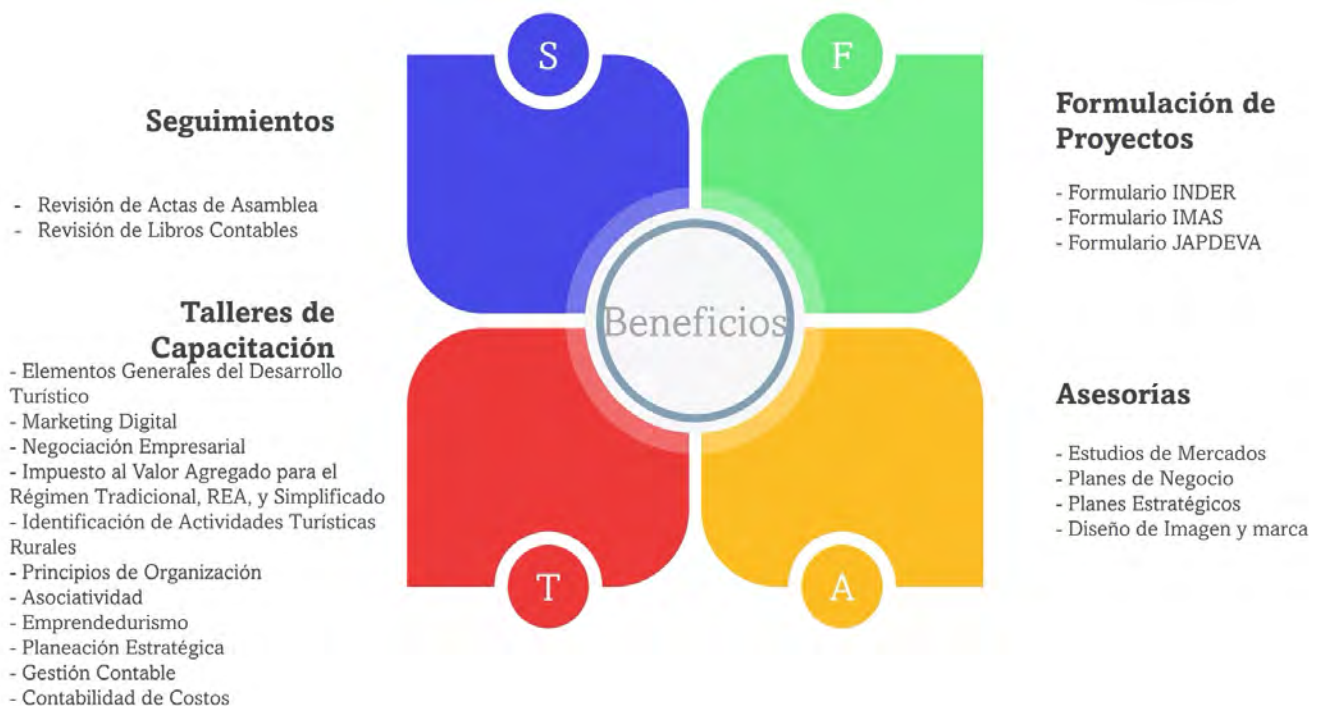 S
F
Seguimientos
- Revisión de Actas de Asamblea
- Revisión de Libros Contables
Formulación de
Proyectos
- Formulario INDER
- Formulario IMAS
- Formulario JAPDEVA
Beneficios
Talleres de
Capacitación
- Elementos Generales del Desarrollo
Turístico
- Marketing Digital
- Negociación Empresarial
- Impuesto al Valor Agregado para el
Régimen Tradicional, REA, y Simplificado
- Identificación de Actividades Turísticas
Rurales
- Principios de Organización
- Asociatividad
- Emprendedurismo
- Planeación Estratégica
- Gestión Contable
- Contabilidad de Costos
Asesorías
- Estudios de Mercados
- Planes de Negocio
- Planes Estratégicos
- Diseño de Imagen y marca
T
A